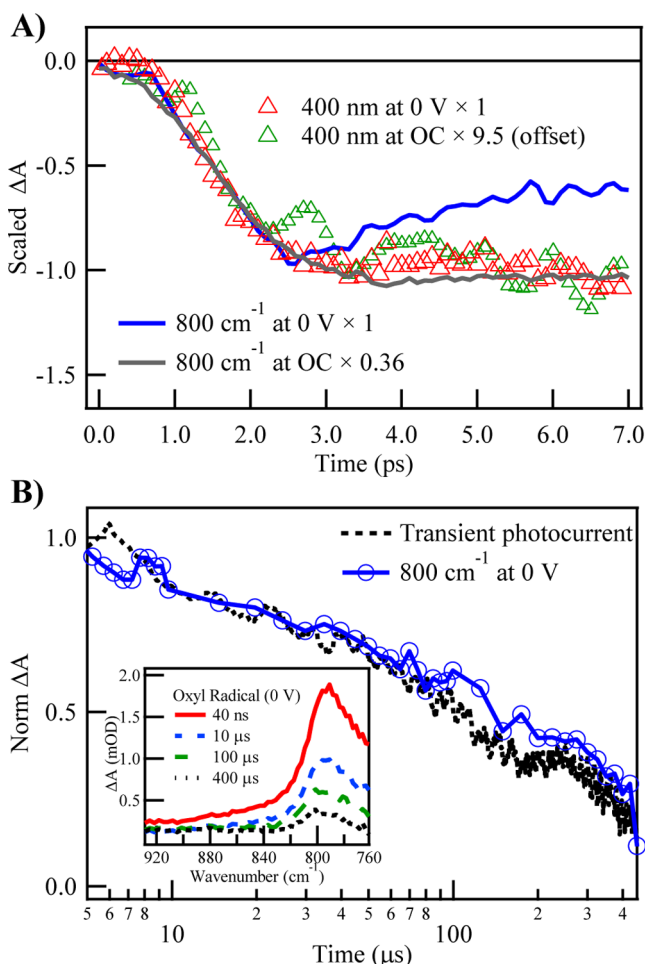 A)
0.0
-0.5
-1.0
-1.5
Scaled ΔA
400 nm at 0 V × 1
400 nm at OC × 9.5 (offset)
800 cm⁻¹ at 0 V × 1
800 cm⁻¹ at OC × 0.36
0.0 1.0 2.0 3.0 4.0 5.0 6.0 7.0
Time (ps)
B)
1.0
0.5
0.0
Norm ΔA
Transient photocurrent
800 cm⁻¹ at 0 V
2.0
1.5
1.0
0.5
ΔA (mOD)
Oxyl Radical (0 V)
40 ns
10 μs
100 μs
400 μs
920 880 840 800 760
Wavenumber (cm⁻¹)
5 6 7 8 2 3 4 5 6 7 8 2 3 4
10 100
Time (μs)